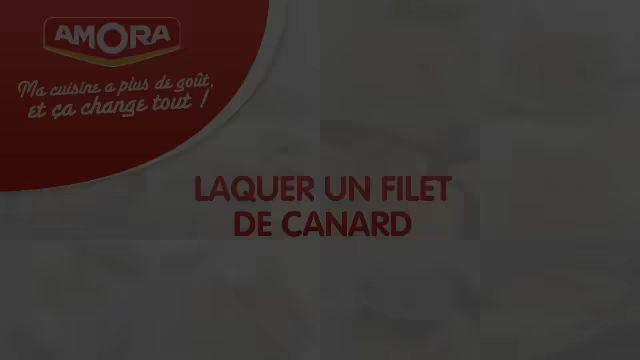 AMORA
Ma cuisine a plus de goût,
et ça change tout !
LAQUER UN FILET
DE CANARD